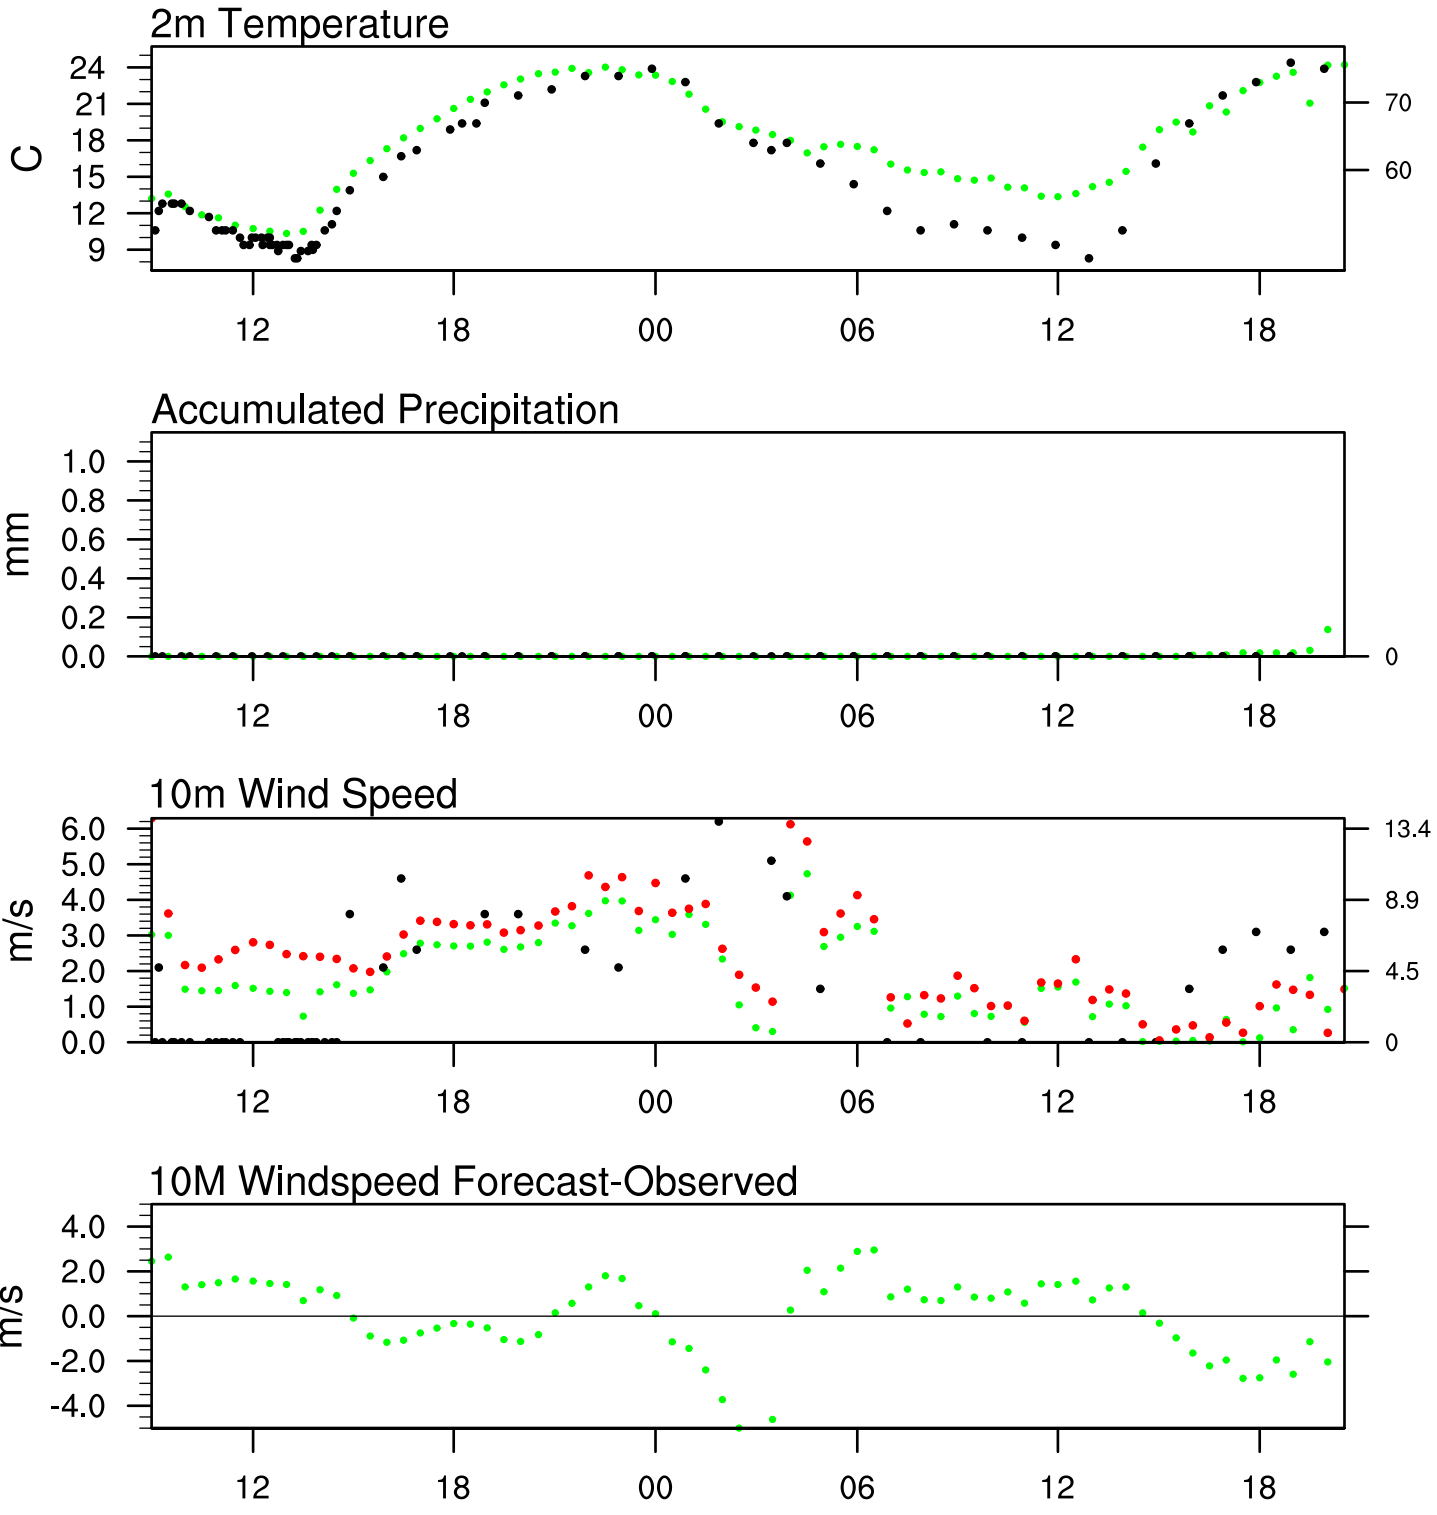 2m Temperature
24
21
18
15
12
9
C
70
60
12 18 00 06 12 18
Accumulated Precipitation
1.0
0.8
0.6
0.4
0.2
0.0
mm
0
12 18 00 06 12 18
10m Wind Speed
6.0
5.0
4.0
3.0
2.0
1.0
0.0
m/s
13.4
8.9
4.5
0
12 18 00 06 12 18
10M Windspeed Forecast-Observed
4.0
2.0
0.0
-2.0
-4.0
m/s
12 18 00 06 12 18